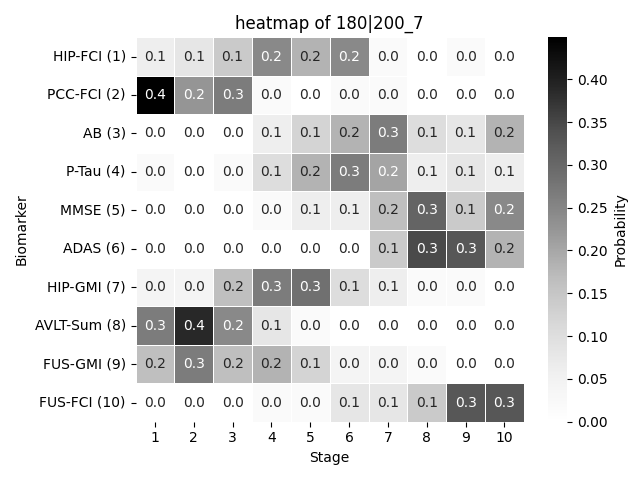 heatmap of 180|200_7
HIP-FCI (1) 0.1 0.1 0.1 0.2 0.2 0.2 0.0 0.0 0.0 0.0
PCC-FCI (2) 0.4 0.2 0.3 0.0 0.0 0.0 0.0 0.0 0.0 0.0
AB (3) 0.0 0.0 0.0 0.1 0.1 0.2 0.3 0.1 0.1 0.2
P-Tau (4) 0.0 0.0 0.0 0.1 0.2 0.3 0.2 0.1 0.1 0.1
MMSE (5) 0.0 0.0 0.0 0.0 0.1 0.1 0.2 0.3 0.1 0.2
ADAS (6) 0.0 0.0 0.0 0.0 0.0 0.0 0.1 0.3 0.3 0.2
HIP-GMI (7) 0.0 0.0 0.2 0.3 0.3 0.1 0.1 0.0 0.0 0.0
AVLT-Sum (8) 0.3 0.4 0.2 0.1 0.0 0.0 0.0 0.0 0.0 0.0
FUS-GMI (9) 0.2 0.3 0.2 0.2 0.1 0.0 0.0 0.0 0.0 0.0
FUS-FCI (10) 0.0 0.0 0.0 0.0 0.0 0.1 0.1 0.1 0.3 0.3
1 2 3 4 5 6 7 8 9 10
Stage
Biomarker
0.40
0.35
0.30
0.25
0.20
0.15
0.10
0.05
0.00
Probability